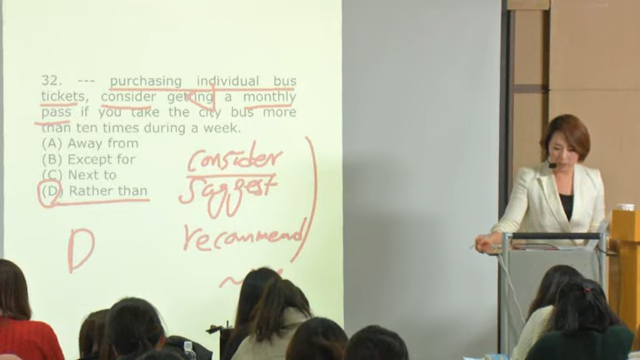 32. --- purchasing individual bus
tickets, consider getting a monthly
pass if you take the city bus more
than ten times during a week.
(A) Away from
(B) Except for
(C) Next to
(D) Rather than
consider
suggest
recommend
D